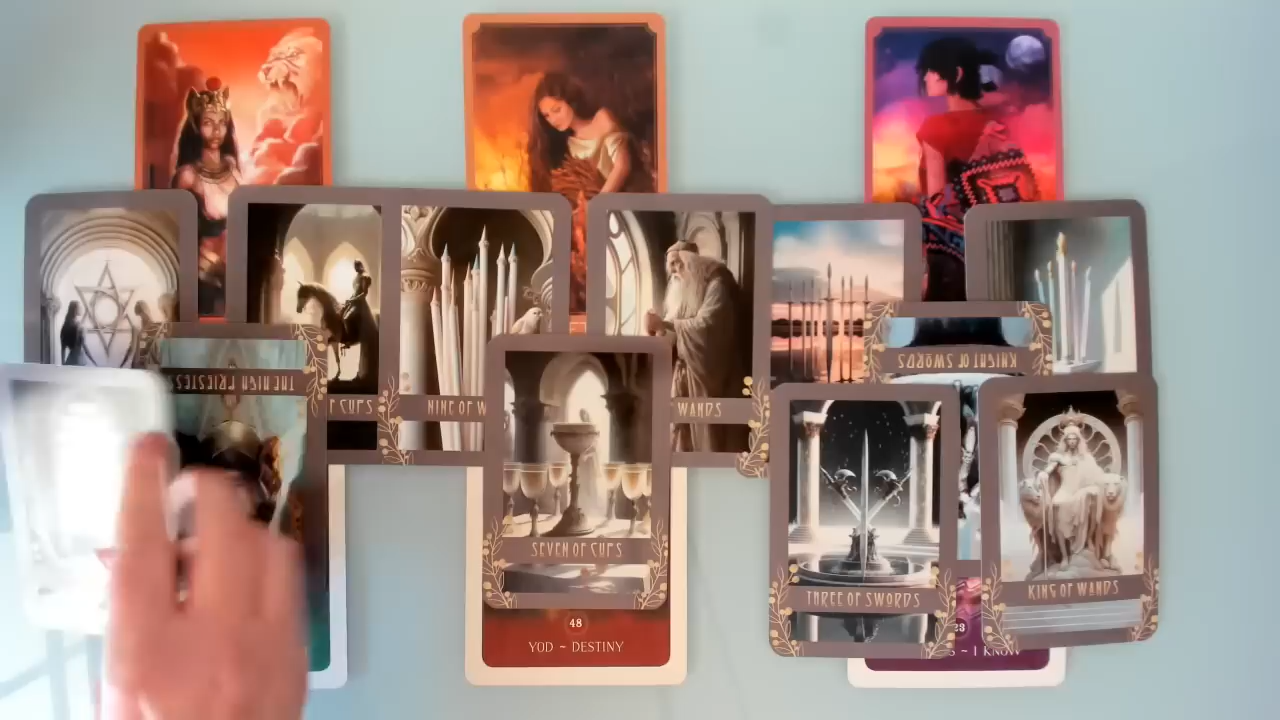 THE HIGH PRIESTESS
CUPS
NINE OF W
WANDS
KNIGHT OF SWORDS
SEVEN OF CUPS
THREE OF SWORDS
KING OF WANDS
48
YOD ~ DESTINY
23
S ~ I KNOW